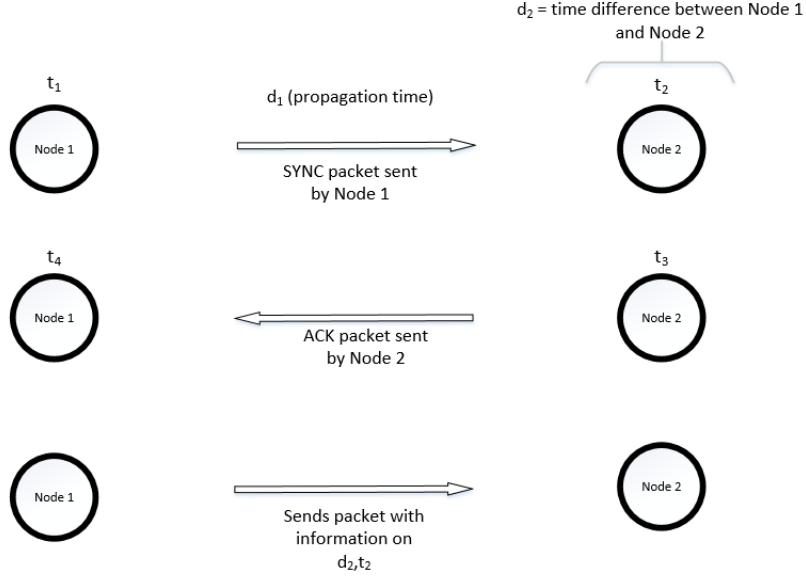 d₂ = time difference between Node 1
and Node 2
t₁
d₁ (propagation time)
t₂
Node 1
SYNC packet sent
by Node 1
Node 2
t₄
t₃
Node 1
ACK packet sent
by Node 2
Node 2
Node 1
Sends packet with
information on
d₂,t₂
Node 2